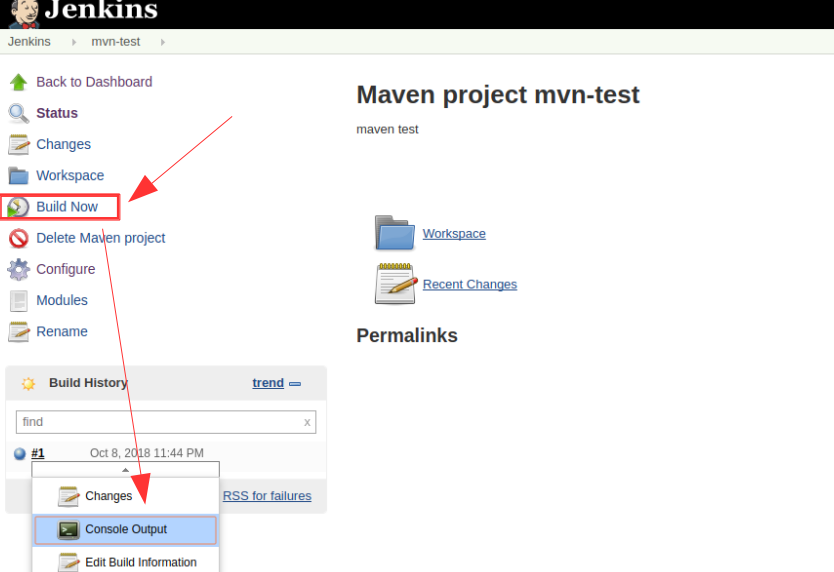 Jenkins
Jenkins mvn-test
Back to Dashboard
Status
Changes
Workspace
Build Now
Delete Maven project
Configure
Modules
Rename
Build History trend
find x
#1 Oct 8, 2018 11:44 PM
RSS for failures
Changes
Console Output
Edit Build Information
Maven project mvn-test
maven test
Workspace
Recent Changes
Permalinks